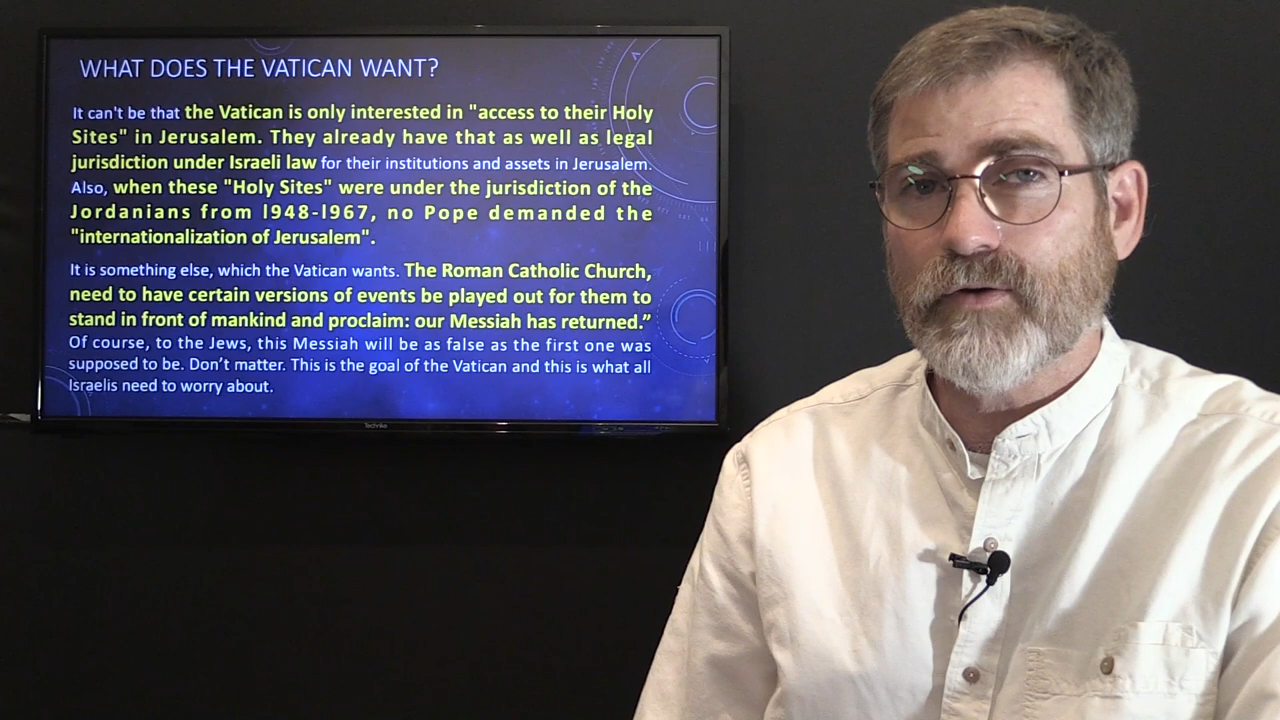 WHAT DOES THE VATICAN WANT?
It can't be that the Vatican is only interested in "access to their Holy
Sites" in Jerusalem. They already have that as well as legal
jurisdiction under Israeli law for their institutions and assets in Jerusalem.
Also, when these "Holy Sites" were under the jurisdiction of the
Jordanians from l948-l967, no Pope demanded the
"internationalization of Jerusalem".
It is something else, which the Vatican wants. The Roman Catholic Church,
need to have certain versions of events be played out for them to
stand in front of mankind and proclaim: our Messiah has returned.”
Of course, to the Jews, this Messiah will be as false as the first one was
supposed to be. Don’t matter. This is the goal of the Vatican and this is what all
Israelis need to worry about.
Technika